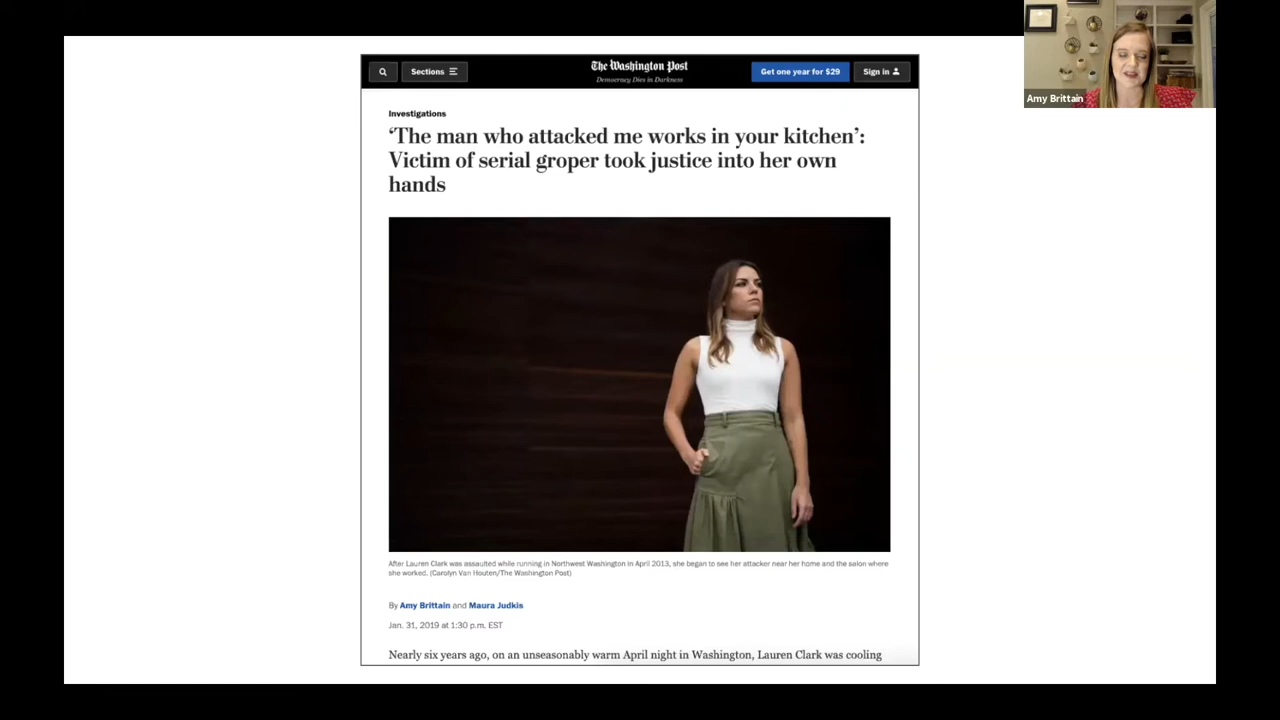 Sections
The Washington Post
Democracy Dies in Darkness
Get one year for $29
Sign in
Amy Brittain
Investigations
‘The man who attacked me works in your kitchen’:
Victim of serial groper took justice into her own
hands
After Lauren Clark was assaulted while running in Northwest Washington in April 2013, she began to see her attacker near her home and the salon where
she worked. (Carolyn Van Houten/The Washington Post)
By Amy Brittain and Maura Judkis
Jan. 31, 2019 at 1:30 p.m. EST
Nearly six years ago, on an unseasonably warm April night in Washington, Lauren Clark was cooling